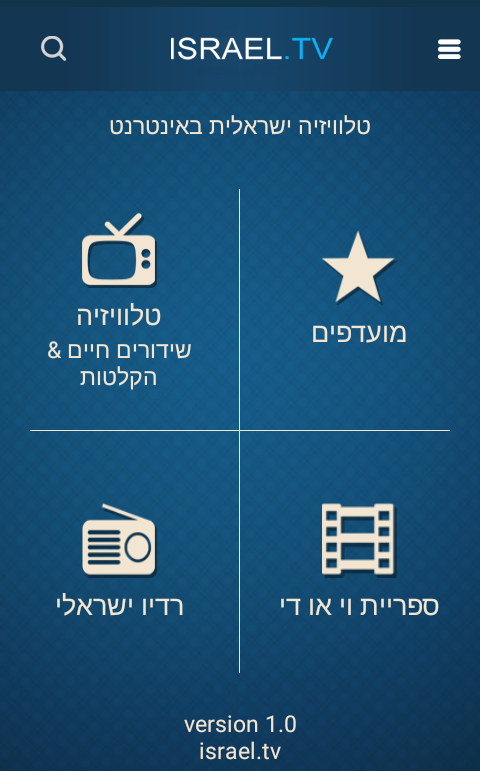 ISRAEL.TV
טלוויזיה ישראלית באינטרנט
מועדפים
טלוויזיה
שידורים חיים &
הקלטות
ספריית וי או די
רדיו ישראלי
version 1.0
israel.tv